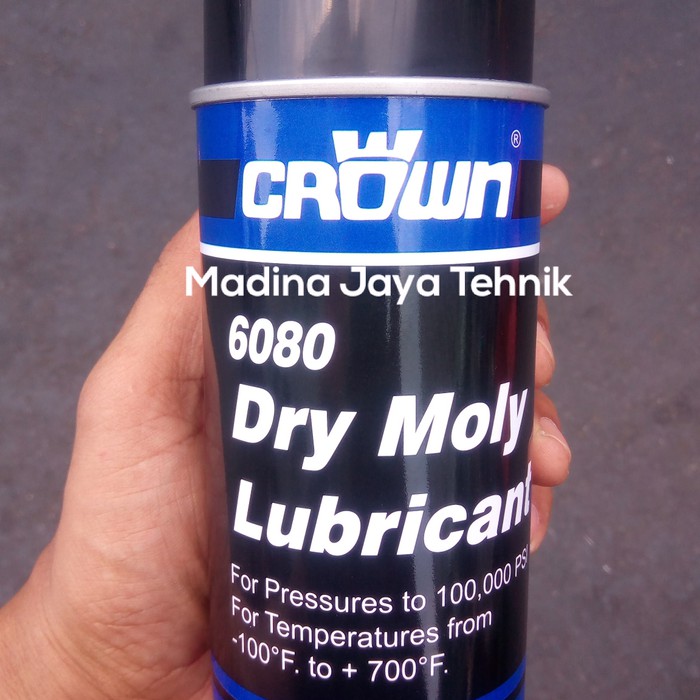 CROWN
®
Madina Jaya Tehnik
6080
Dry Moly
Lubricant
For Pressures to 100,000 PSI
For Temperatures from
-100°F. to + 700°F.